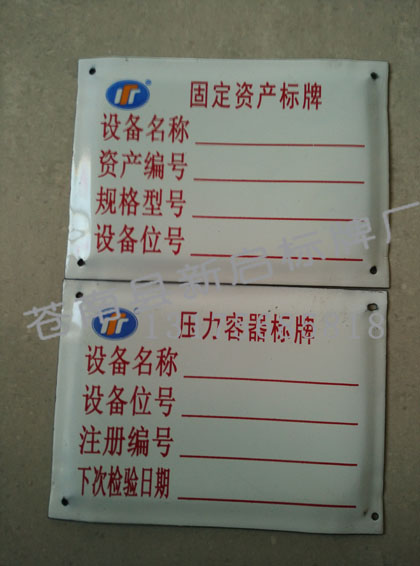 固定资产标牌
设备名称
资产编号
规格型号
设备位号
苍南县新启标牌厂
压力容器标牌
设备名称
设备位号
注册编号
下次检验日期